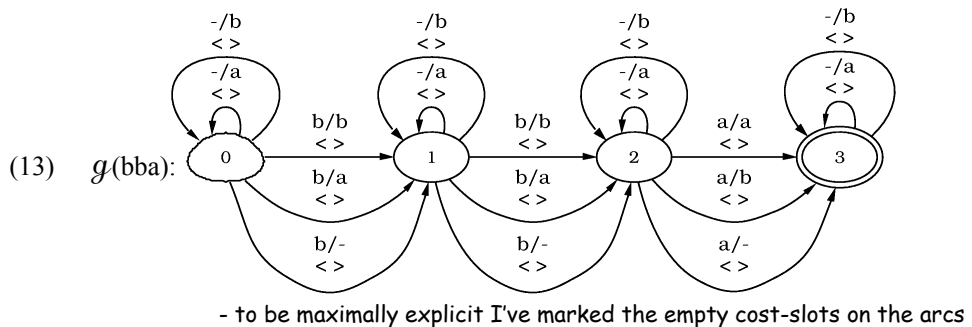 -/b -/b -/b -/b
< > < > < > < >
-/a -/a -/a -/a
< > < > < > < >
b/b b/b a/a
(13) g(bba): 0 < > 1 < > 2 < > 3
b/a b/a a/b
< > < > < >
b/- b/- a/-
< > < > < >
- to be maximally explicit I've marked the empty cost-slots on the arcs